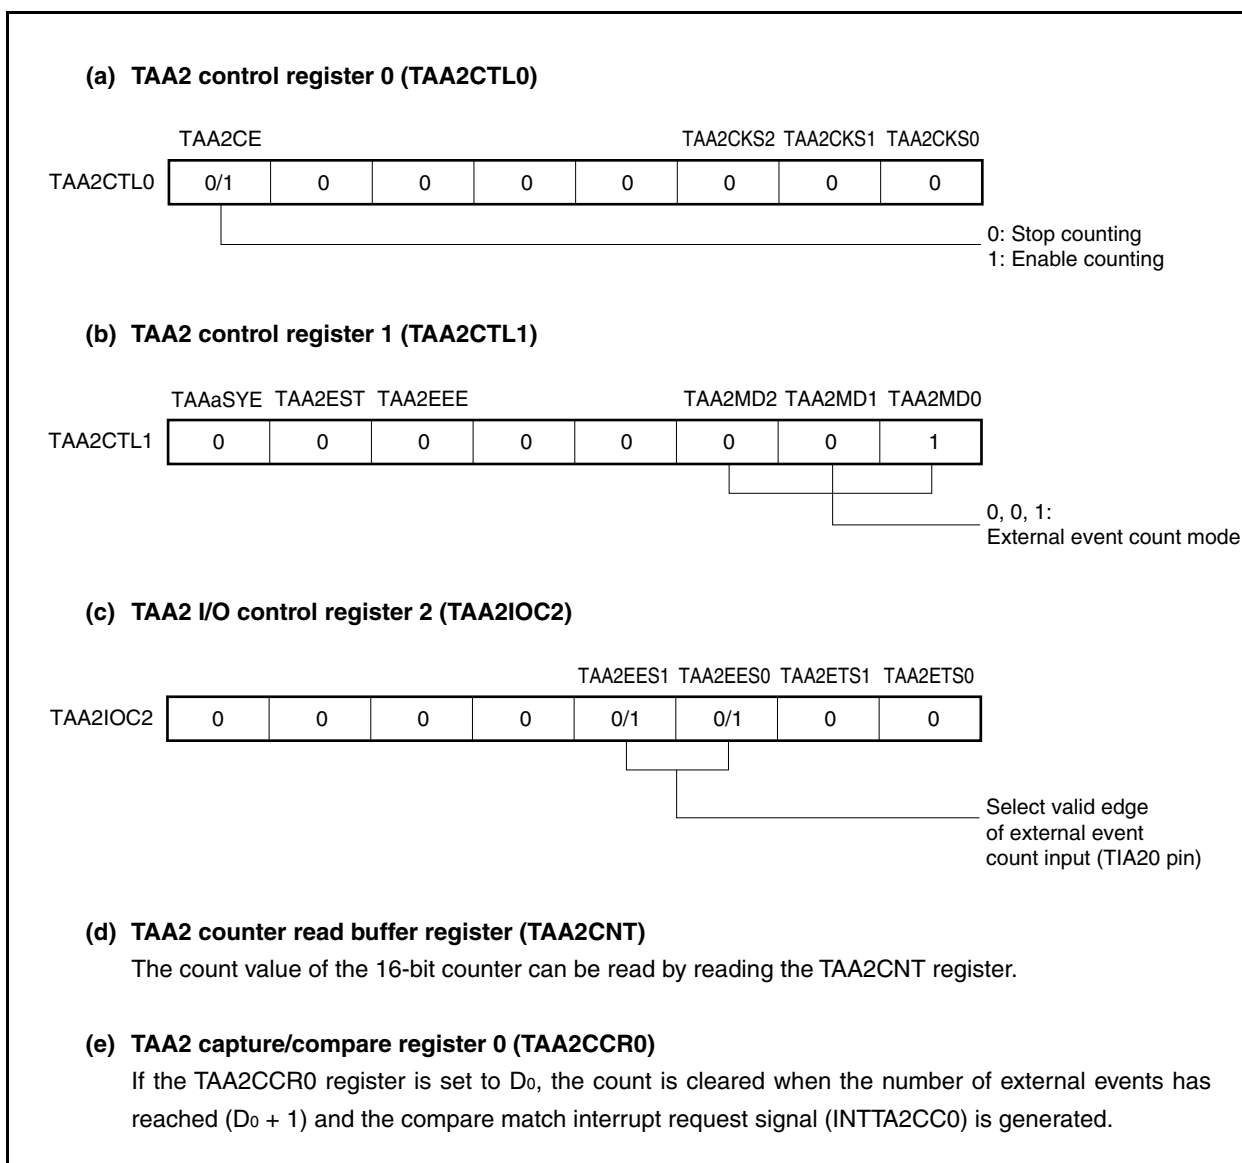 (a) TAA2 control register 0 (TAA2CTL0)
TAA2CE TAA2CKS2 TAA2CKS1 TAA2CKS0
TAA2CTL0 0/1 0 0 0 0 0 0 0
0: Stop counting
1: Enable counting
(b) TAA2 control register 1 (TAA2CTL1)
TAAaSYE TAA2EST TAA2EEE TAA2MD2 TAA2MD1 TAA2MD0
TAA2CTL1 0 0 0 0 0 0 0 1
0, 0, 1:
External event count mode
(c) TAA2 I/O control register 2 (TAA2IOC2)
TAA2EES1 TAA2EES0 TAA2ETS1 TAA2ETS0
TAA2IOC2 0 0 0 0 0/1 0/1 0 0
Select valid edge
of external event
count input (TIA20 pin)
(d) TAA2 counter read buffer register (TAA2CNT)
The count value of the 16-bit counter can be read by reading the TAA2CNT register.
(e) TAA2 capture/compare register 0 (TAA2CCR0)
If the TAA2CCR0 register is set to D0, the count is cleared when the number of external events has
reached (D0 + 1) and the compare match interrupt request signal (INTTA2CC0) is generated.